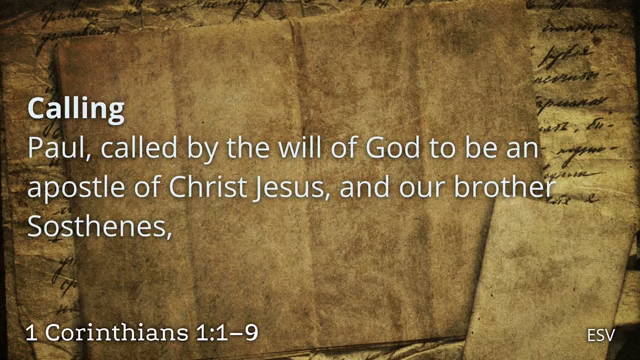 Calling
Paul, called by the will of God to be an
apostle of Christ Jesus, and our brother
Sosthenes,
1 Corinthians 1:1–9
ESV